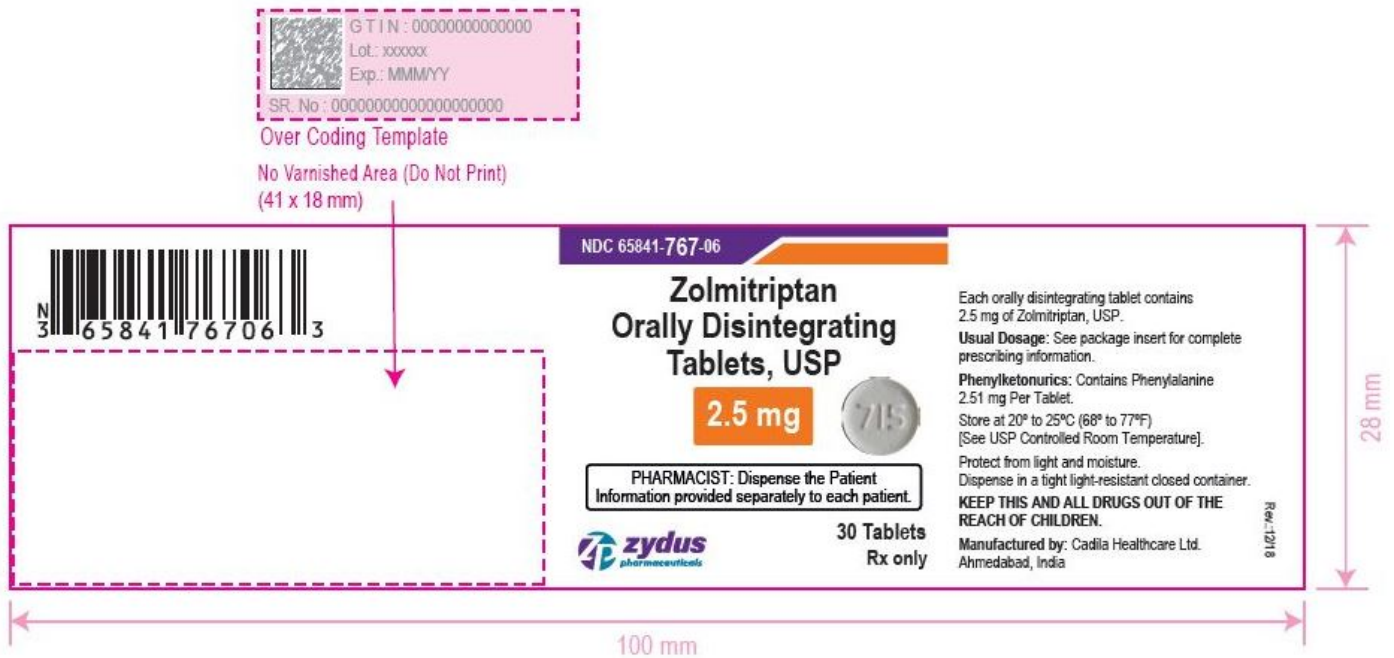 G T I N : 00000000000000
Lot.: xxxxxx
Exp.: MMM/YY
SR. No : 00000000000000000000
Over Coding Template
No Varnished Area (Do Not Print)
(41 x 18 mm)
N
3 65841 76706 3
NDC 65841-767-06
Zolmitriptan
Orally Disintegrating
Tablets, USP
2.5 mg
715
PHARMACIST: Dispense the Patient
Information provided separately to each patient.
zydus
pharmaceuticals
30 Tablets
Rx only
Each orally disintegrating tablet contains
2.5 mg of Zolmitriptan, USP.
Usual Dosage: See package insert for complete
prescribing information.
Phenylketonurics: Contains Phenylalanine
2.51 mg Per Tablet.
Store at 20° to 25°C (68° to 77°F)
[See USP Controlled Room Temperature].
Protect from light and moisture.
Dispense in a tight light-resistant closed container.
KEEP THIS AND ALL DRUGS OUT OF THE
REACH OF CHILDREN.
Manufactured by: Cadila Healthcare Ltd.
Ahmedabad, India
Rev.:12/18
28 mm
100 mm